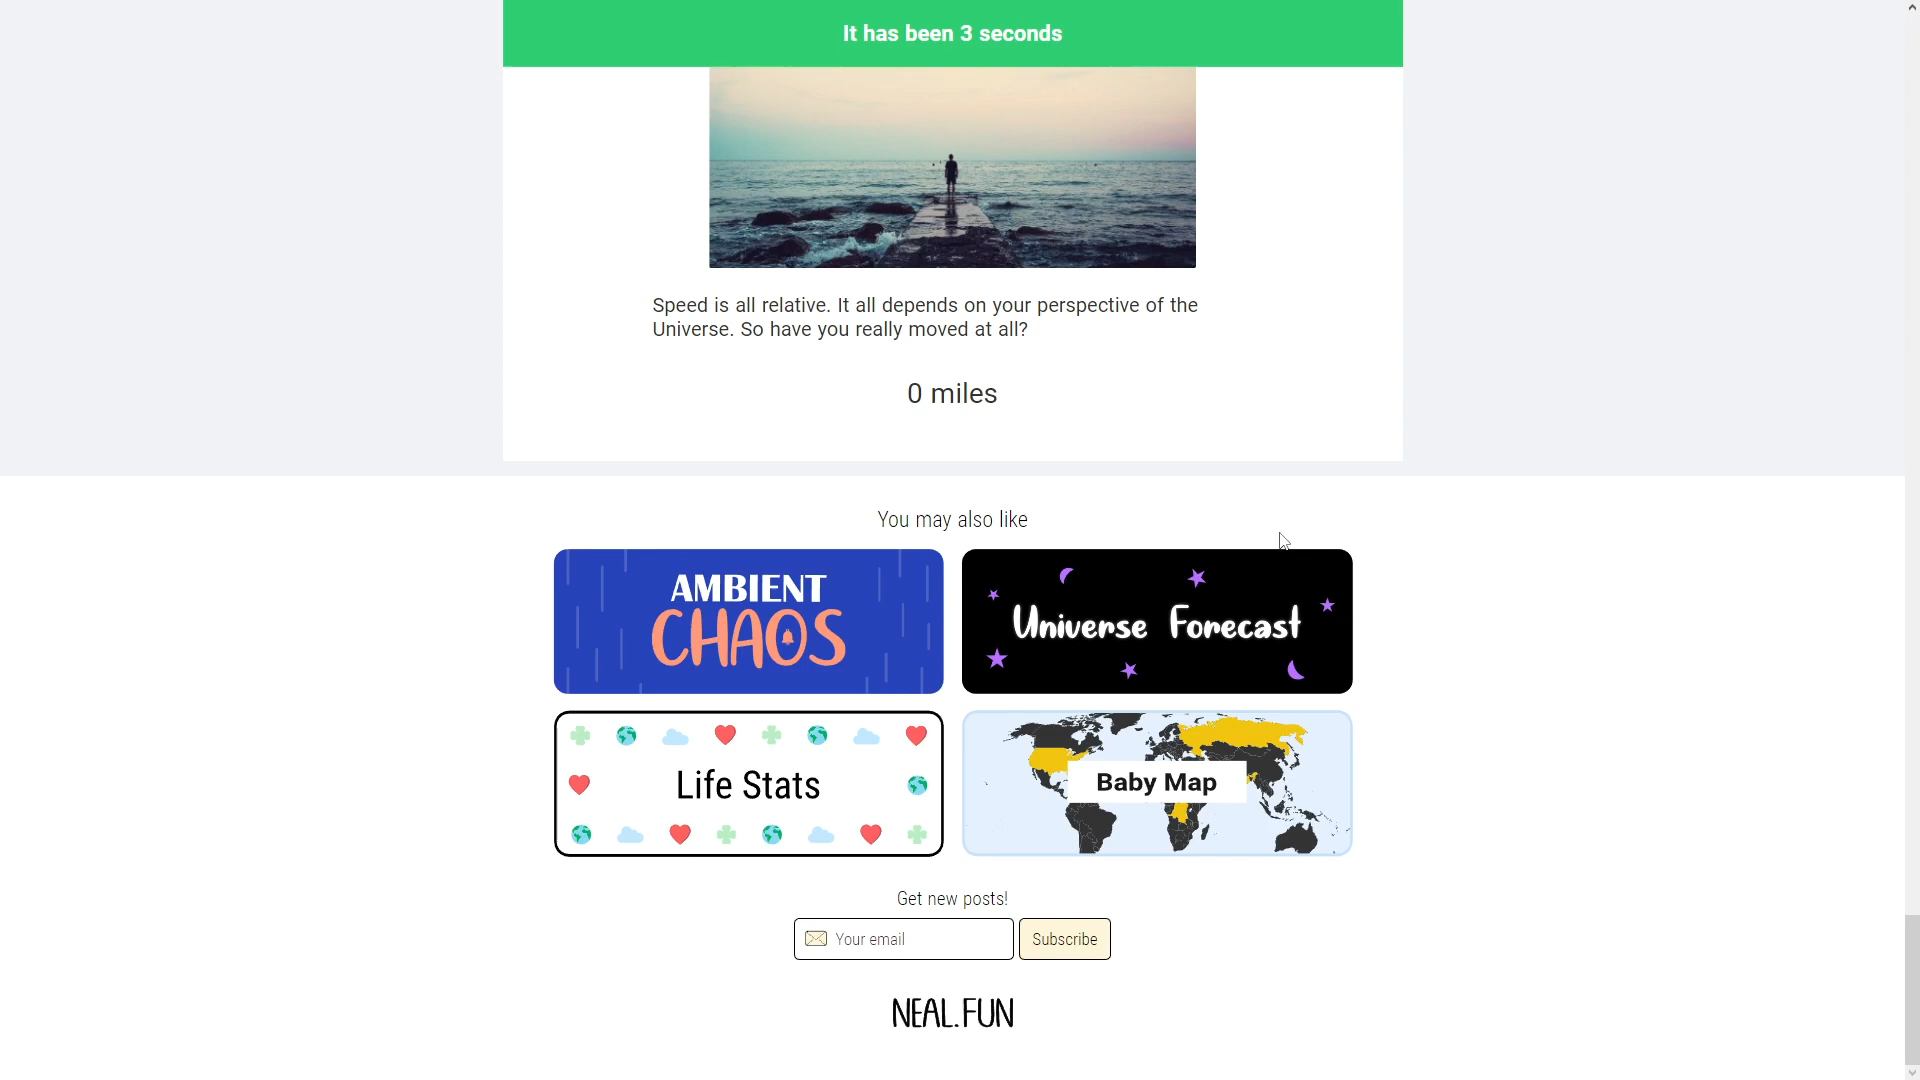 It has been 3 seconds
Speed is all relative. It all depends on your perspective of the
Universe. So have you really moved at all?
0 miles
You may also like
AMBIENT
CHAOS
Universe Forecast
Life Stats
Baby Map
Get new posts!
Your email
Subscribe
NEAL.FUN